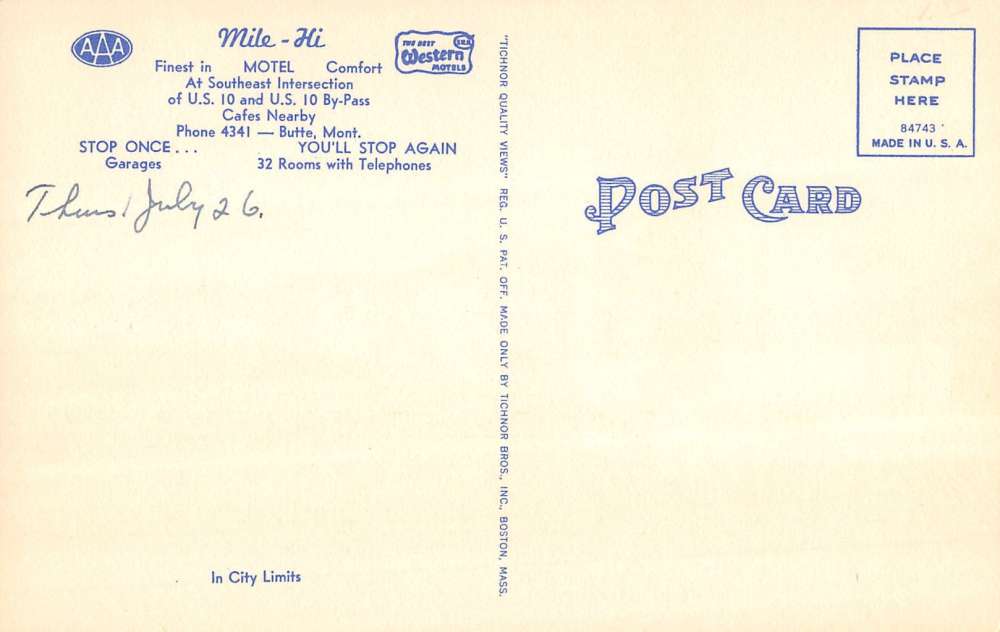 AAA
Mile-Hi
Finest in MOTEL Comfort
At Southeast Intersection
of U.S. 10 and U.S. 10 By-Pass
Cafes Nearby
Phone 4341 — Butte, Mont.
STOP ONCE... YOU'LL STOP AGAIN
Garages 32 Rooms with Telephones
THE BEST
Western
MOTELS
Thurs July 26.
In City Limits
"TICHNOR QUALITY VIEWS" REG. U. S. PAT. OFF. MADE ONLY BY TICHNOR BROS., INC., BOSTON, MASS.
POST CARD
PLACE
STAMP
HERE
84743
MADE IN U. S. A.